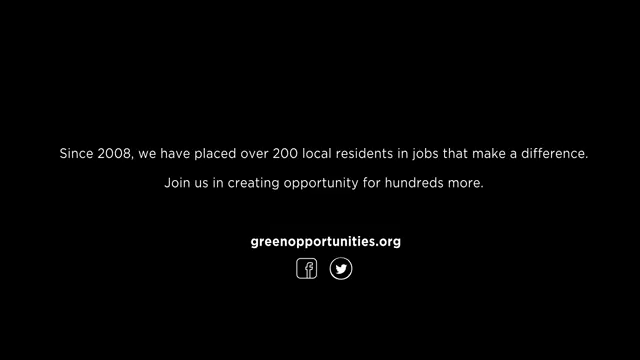 Since 2008, we have placed over 200 local residents in jobs that make a difference.
Join us in creating opportunity for hundreds more.
greenopportunities.org